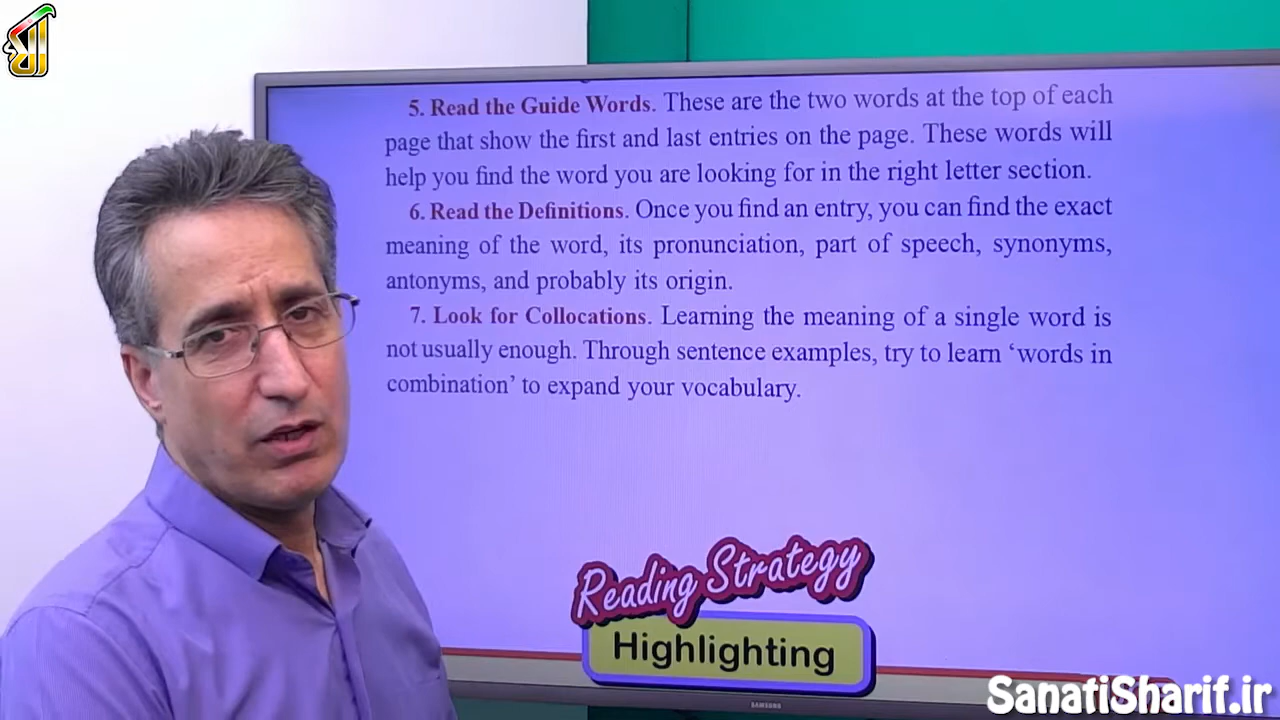 5. Read the Guide Words. These are the two words at the top of each
page that show the first and last entries on the page. These words will
help you find the word you are looking for in the right letter section.
6. Read the Definitions. Once you find an entry, you can find the exact
meaning of the word, its pronunciation, part of speech, synonyms,
antonyms, and probably its origin.
7. Look for Collocations. Learning the meaning of a single word is
not usually enough. Through sentence examples, try to learn ‘words in
combination’ to expand your vocabulary.
Reading Strategy
Highlighting
SAMSUNG
SanatiSharif.ir